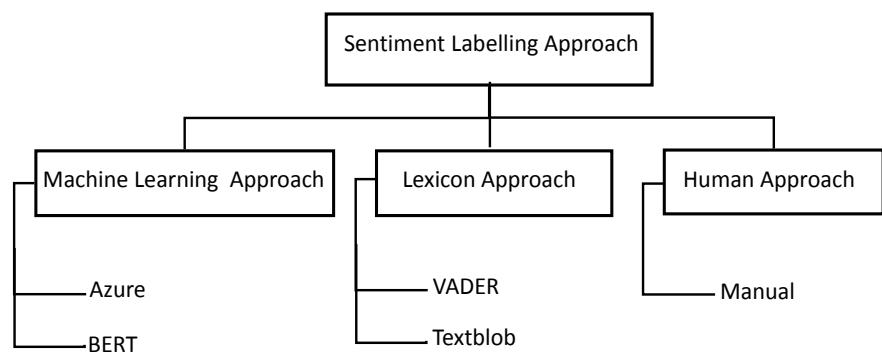 Sentiment Labelling Approach
Machine Learning Approach
Lexicon Approach
Human Approach
Azure
VADER
Manual
BERT
Textblob